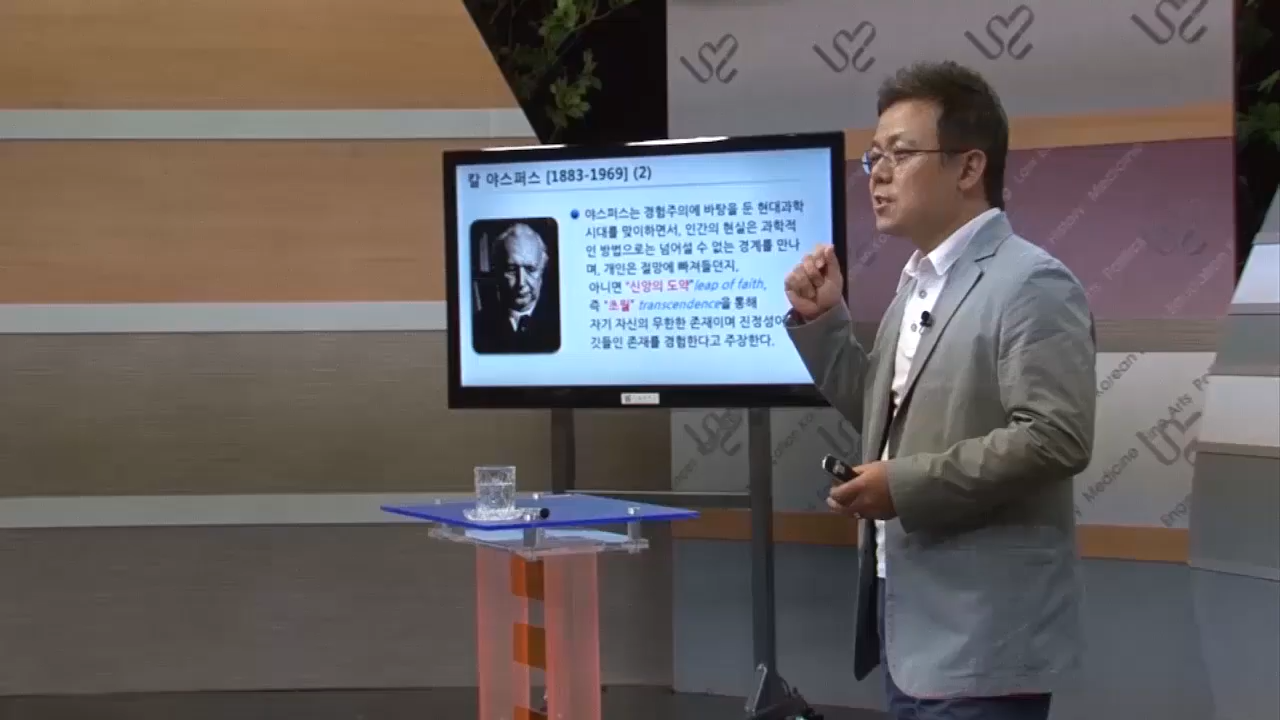 칼 야스퍼스 [1883-1969] (2)
야스퍼스는 경험주의에 바탕을 둔 현대과학
시대를 맞이하면서, 인간의 현실은 과학적
인 방법으로는 넘어설 수 없는 경계를 만나
며, 개인은 절망에 빠져들던지,
아니면 "신앙의 도약" leap of faith,
즉 "초월" transcendence을 통해
자기 자신의 무한한 존재이며 진정성이
깃들인 존재를 경험한다고 주장한다.
History
Medicine
Korean
Medicine
Fine Arts